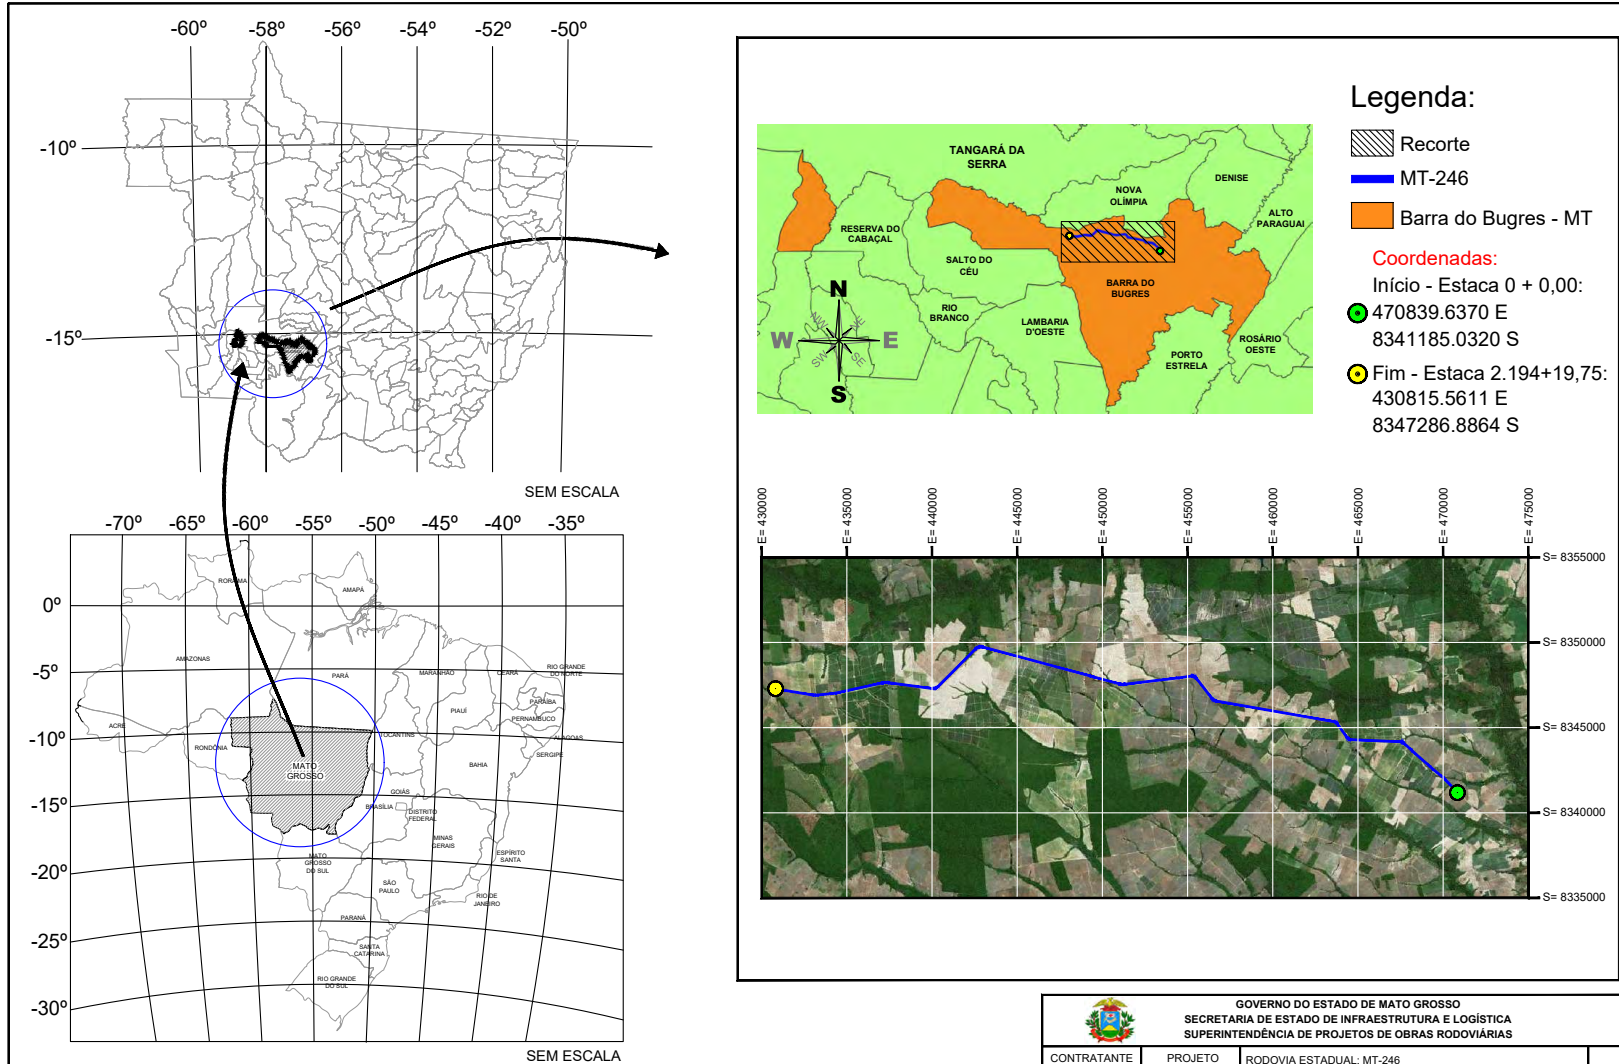 -60º -58º -56º -54º -52º -50º
-10º
-15º
SEM ESCALA
-70º -65º -60º -55º -50º -45º -40º -35º
0º
-5º
-10º
-15º
-20º
-25º
-30º
RORAIMA
AMAPÁ
AMAZONAS
PARÁ
MARANHÃO
CEARÁ
RIO GRANDE
DO NORTE
PARAÍBA
PERNAMBUCO
PIAUÍ
ALAGOAS
SERGIPE
ACRE
RONDÔNIA
TOCANTINS
BAHIA
MATO
GROSSO
GOIÁS
BRASÍLIA
DISTRITO
FEDERAL
MINAS
GERAIS
ESPÍRITO
SANTA
MATO
GROSSO
DO SUL
SÃO
PAULO
RIO DE
JANEIRO
PARANÁ
SANTA
CATARINA
RIO GRANDE
DO SUL
SEM ESCALA
TANGARÁ DA
SERRA
NOVA
OLÍMPIA
DENISE
ALTO
PARAGUAI
RESERVA DO
CABAÇAL
SALTO DO
CÉU
BARRA DO
BUGRES
RIO
BRANCO
LAMBARIA
D'OESTE
PORTO
ESTRELA
ROSÁRIO
OESTE
N
NW
NE
W
E
SW
SE
S
Legenda:
Recorte
MT-246
Barra do Bugres - MT
Coordenadas:
Início - Estaca 0 + 0,00:
470839.6370 E
8341185.0320 S
Fim - Estaca 2.194+19,75:
430815.5611 E
8347286.8864 S
E= 430000
E= 435000
E= 440000
E= 445000
E= 450000
E= 455000
E= 460000
E= 465000
E= 470000
E= 475000
S= 8355000
S= 8350000
S= 8345000
S= 8340000
S= 8335000
GOVERNO DO ESTADO DE MATO GROSSO
SECRETARIA DE ESTADO DE INFRAESTRUTURA E LOGÍSTICA
SUPERINTENDÊNCIA DE PROJETOS DE OBRAS RODOVIÁRIAS
CONTRATANTE PROJETO RODOVIA ESTADUAL: MT-246